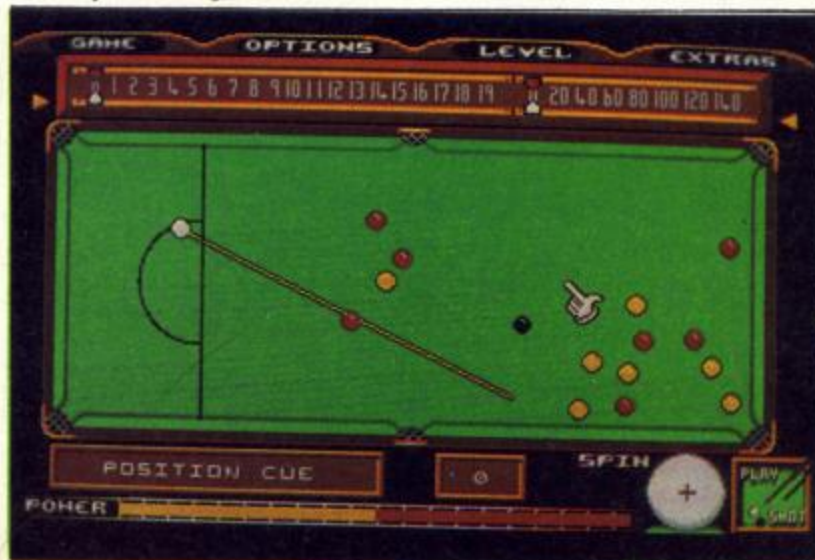 GAME OPTIONS LEVEL EXTRAS
1 2 3 4 5 6 7 8 9 10 11 12 13 14 15 16 17 18 19 20 40 60 80 100 120 140
POSITION CUE 0 SPIN
POWER
PLAY
SHOT